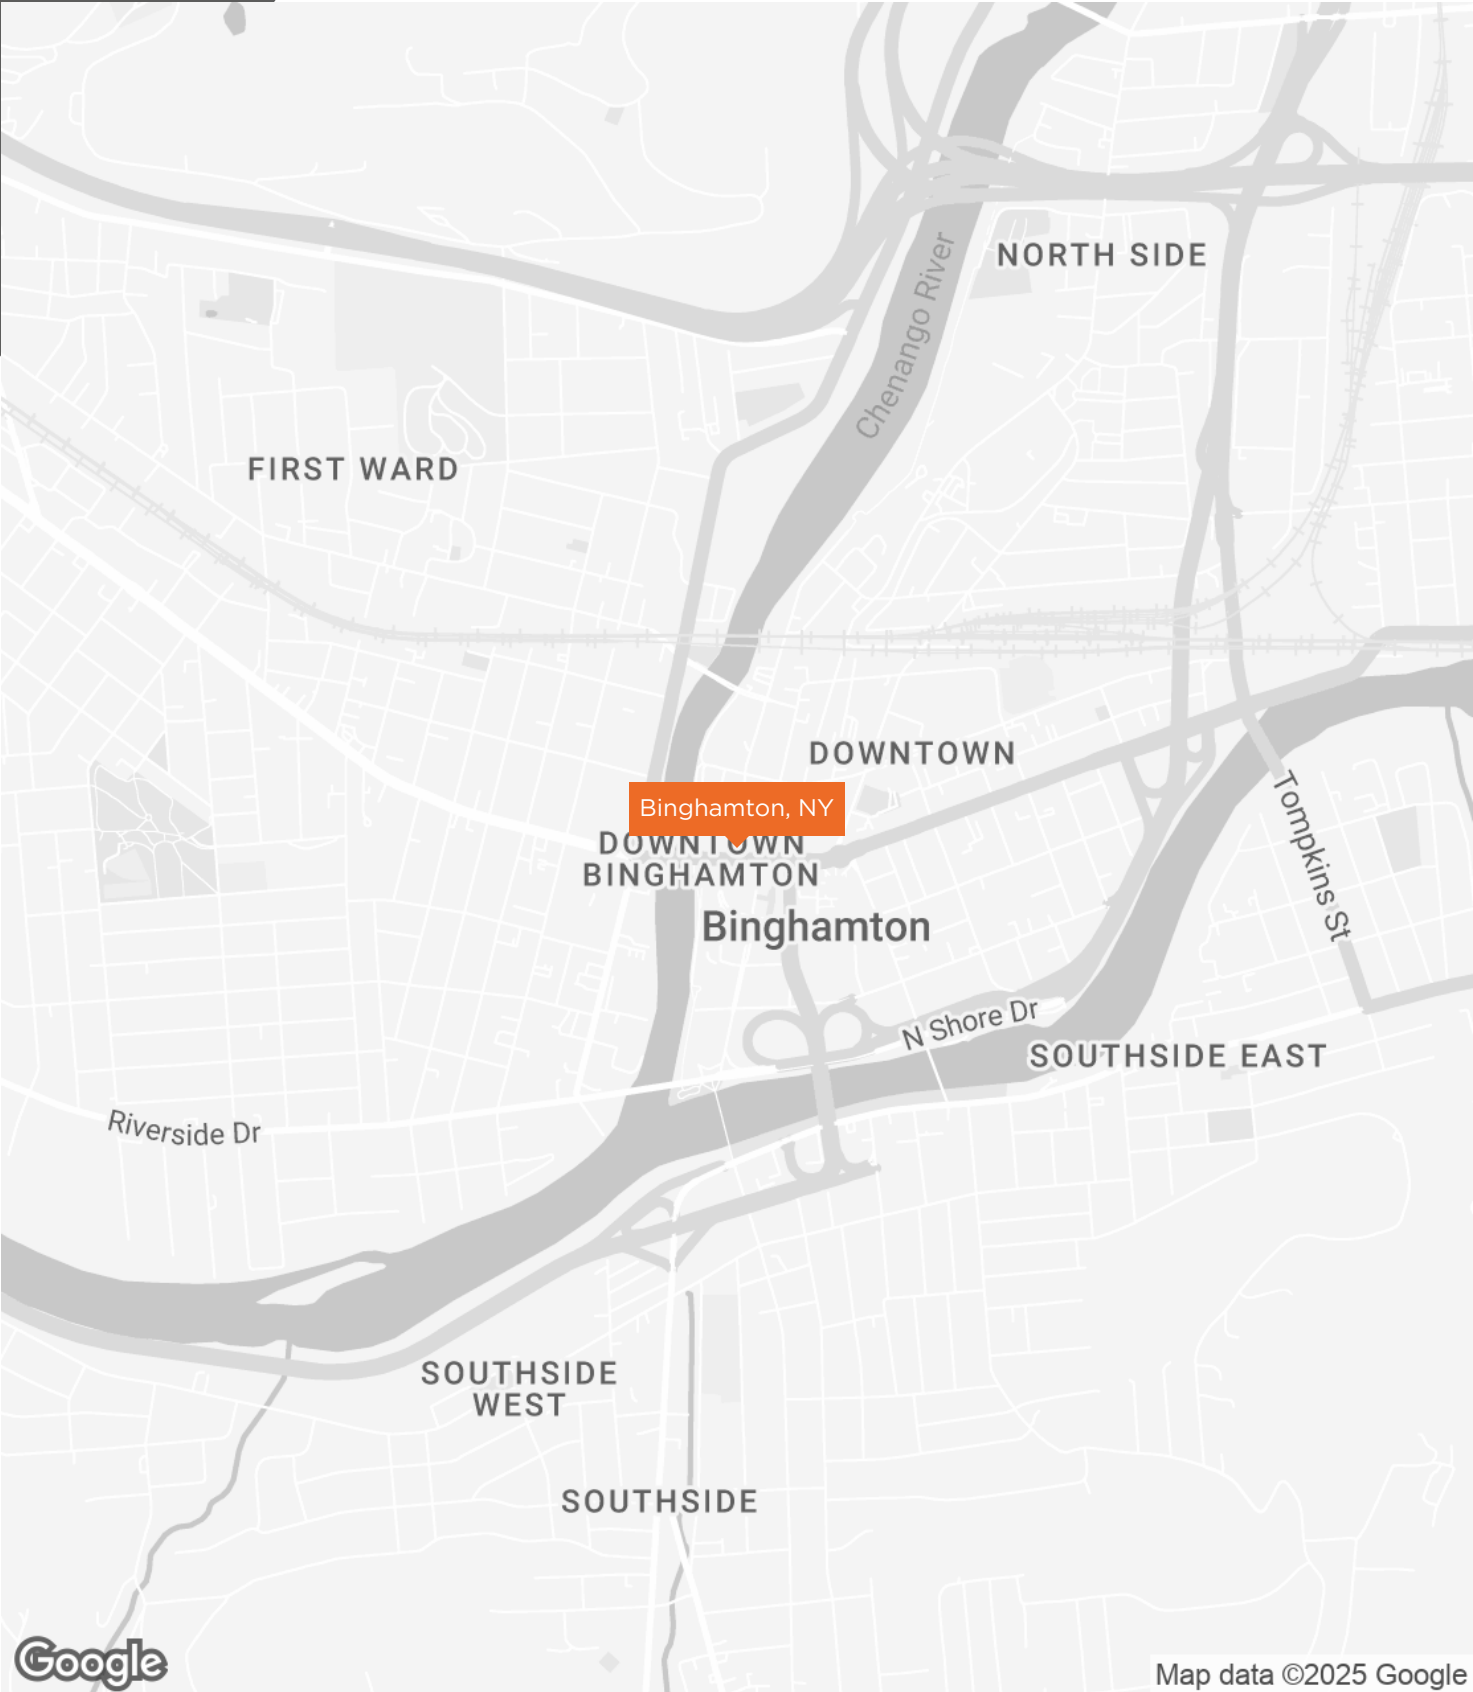 NORTH SIDE
Chenango River
FIRST WARD
DOWNTOWN
Binghamton, NY
DOWNTOWN
BINGHAMTON
Binghamton
Tompkins St
N Shore Dr
SOUTHSIDE EAST
Riverside Dr
SOUTHSIDE
WEST
SOUTHSIDE
Google
Map data ©2025 Google